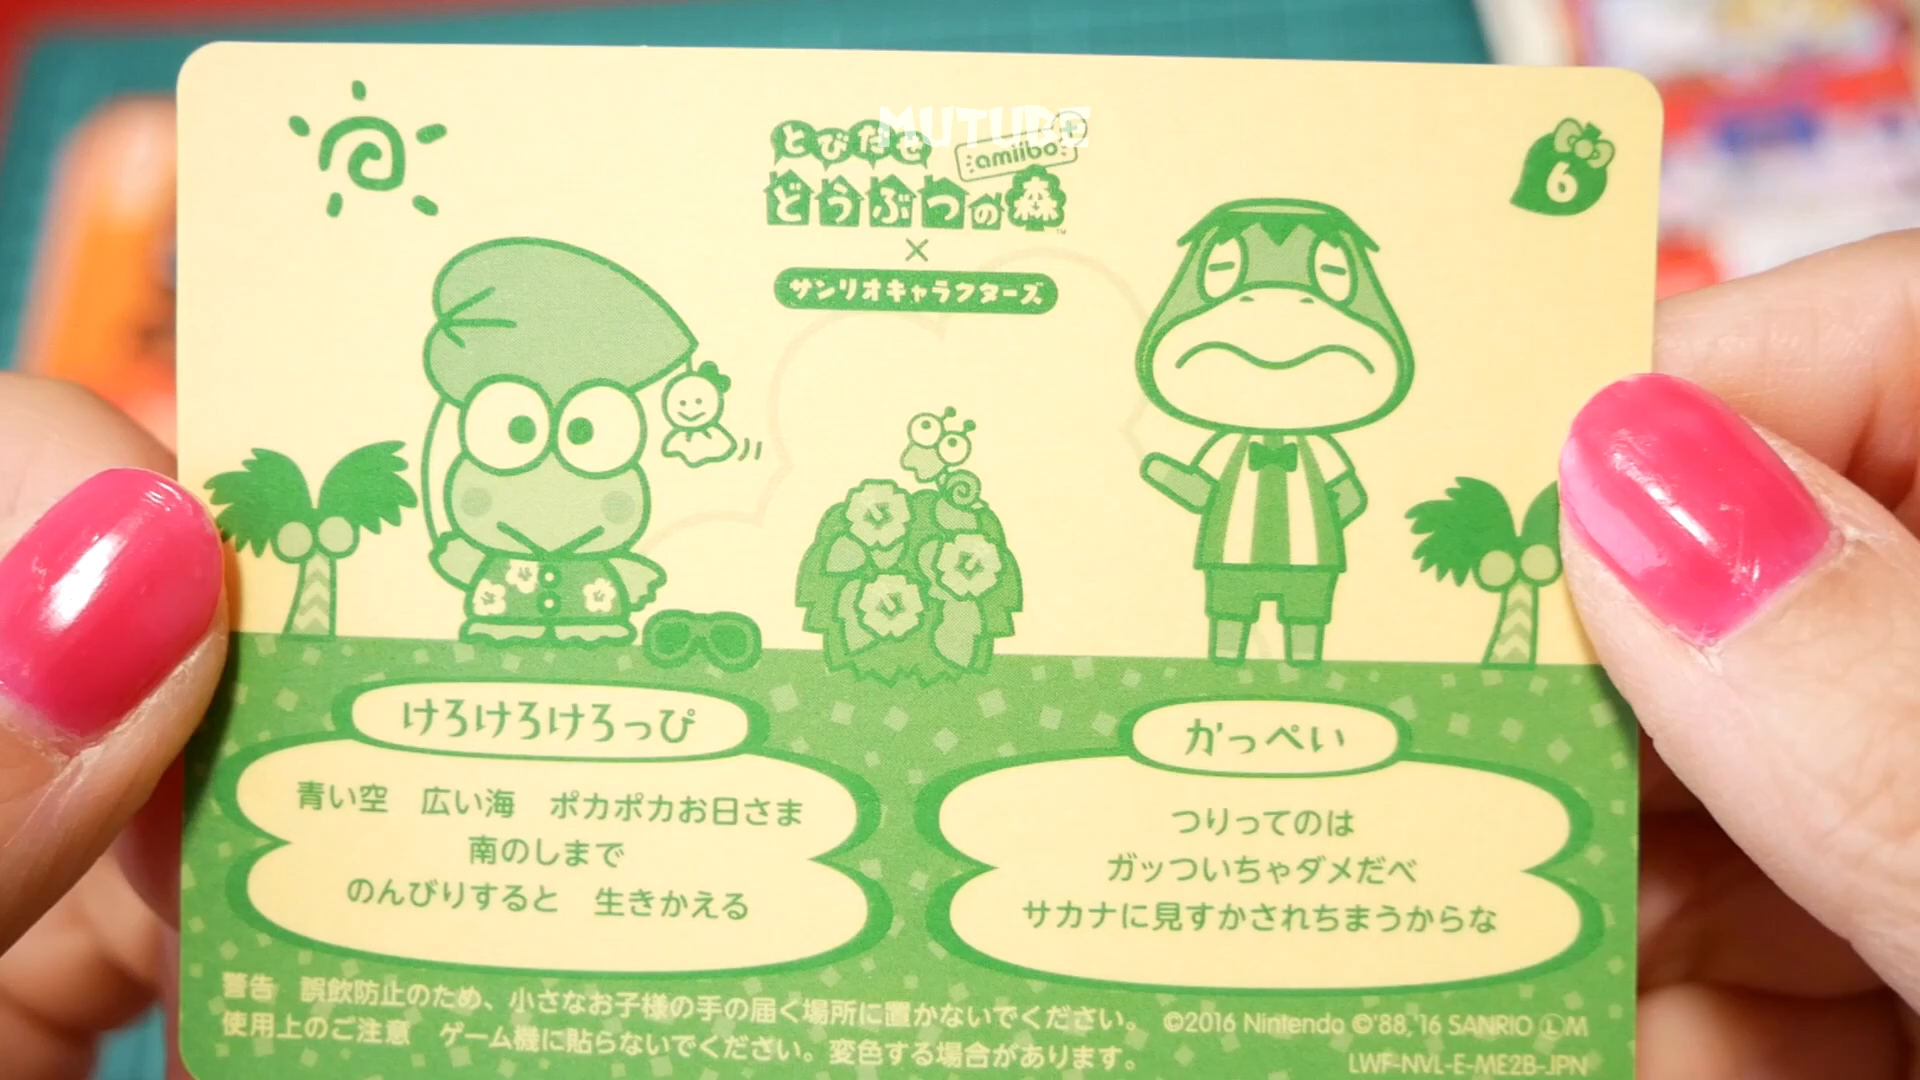 MUTUBE
とびだせ
どうぶつの森™
amiibo+
×
サンリオキャラクターズ
6
けろけろけろっぴ
青い空 広い海 ポカポカお日さま
南のしまで
のんびりすると 生きかえる
かっぺい
つりってのは
ガッついちゃダメだべ
サカナに見すかされちまうからな
警告 誤飲防止のため、小さなお子様の手の届く場所に置かないでください。
使用上のご注意 ゲーム機に貼らないでください。変色する場合があります。
©2016 Nintendo ©'88,'16 SANRIO ⓁM
LWF-NVL-E-ME2B-JPN